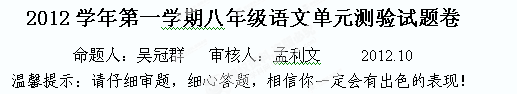 2012学年第一学期八年级语文单元测验试题卷
命题人：吴冠群 审核人：孟利文 2012.10
温馨提示：请仔细审题，细心答题，相信你一定会有出色的表现！